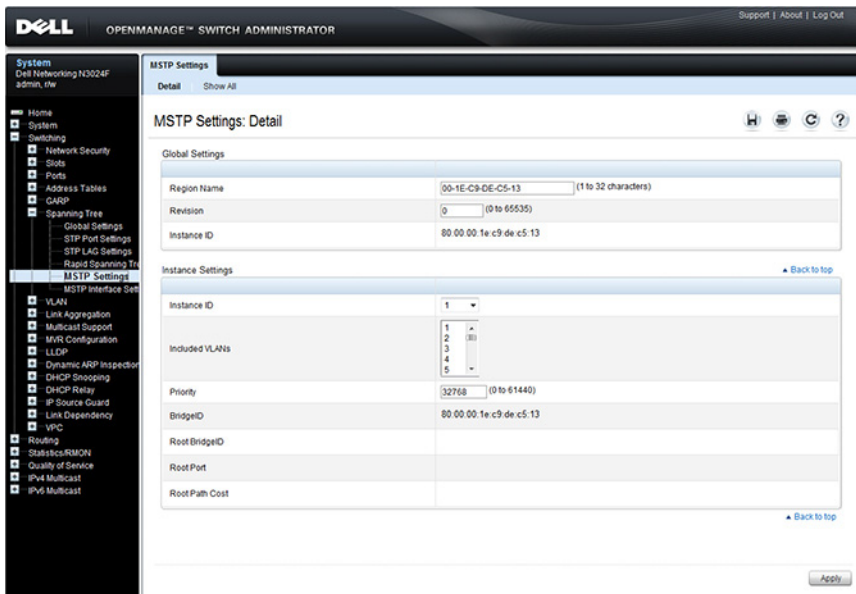 DELL
OPENMANAGE™ SWITCH ADMINISTRATOR
Support | About | Log Out
System
Dell Networking N3024F
admin, r/w
Home
System
Switching
Network Security
Slots
Ports
Address Tables
GARP
Spanning Tree
Global Settings
STP Port Settings
STP LAG Settings
Rapid Spanning Tre
MSTP Settings
MSTP Interface Sett
VLAN
Link Aggregation
Multicast Support
MVR Configuration
LLDP
Dynamic ARP Inspection
DHCP Snooping
DHCP Relay
IP Source Guard
Link Dependency
VPC
Routing
Statistics/RMON
Quality of Service
IPv4 Multicast
IPv6 Multicast
MSTP Settings
Detail Show All
MSTP Settings: Detail
Global Settings
Region Name 00-1E-C9-DE-C5-13 (1 to 32 characters)
Revision 0 (0 to 65535)
Instance ID 80:00:00:1e:c9:de:c5:13
Instance Settings
Back to top
Instance ID 1
Included VLANs
1
2
3
4
5
Priority 32768 (0 to 61440)
BridgeID 80:00:00:1e:c9:de:c5:13
Root BridgeID
Root Port
Root Path Cost
Back to top
Apply